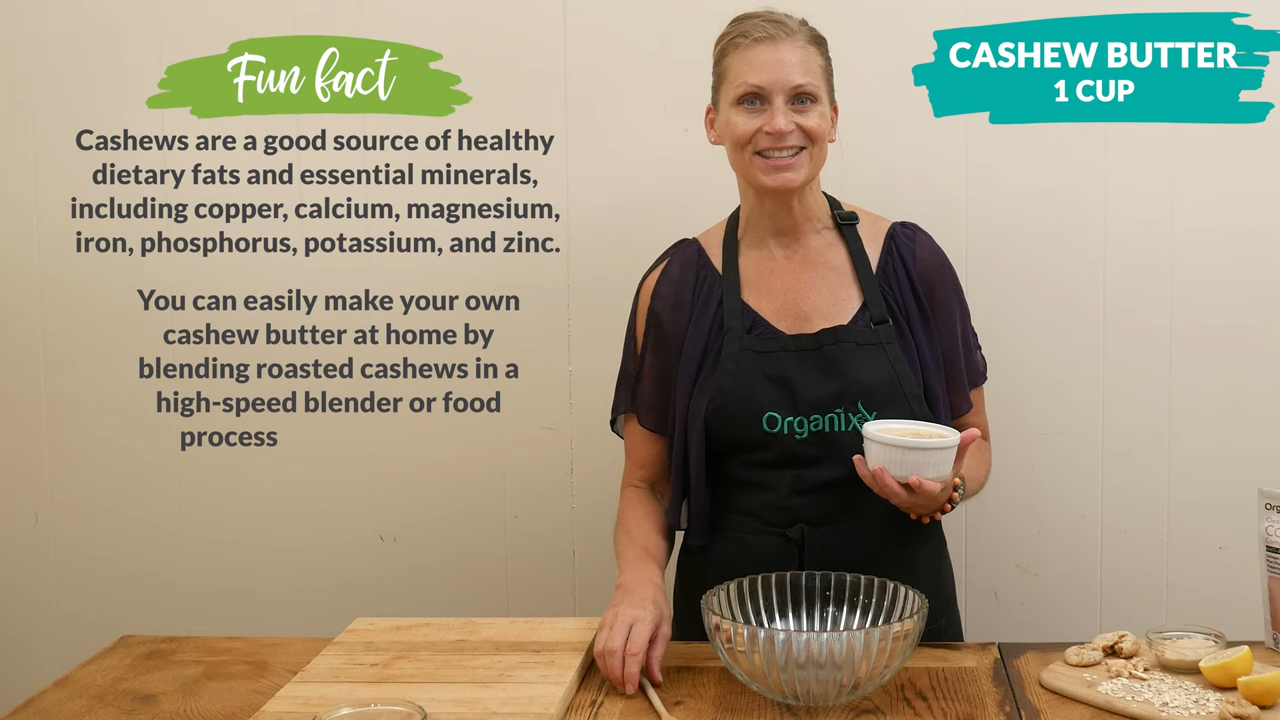 Fun fact
Cashews are a good source of healthy
dietary fats and essential minerals,
including copper, calcium, magnesium,
iron, phosphorus, potassium, and zinc.
You can easily make your own
cashew butter at home by
blending roasted cashews in a
high-speed blender or food
process
CASHEW BUTTER
1 CUP
Organixx